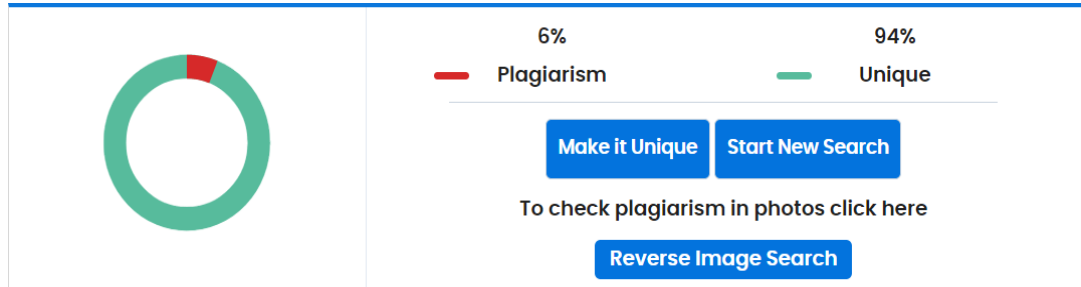 6% 94%
Plagiarism Unique
Make it Unique Start New Search
To check plagiarism in photos click here
Reverse Image Search